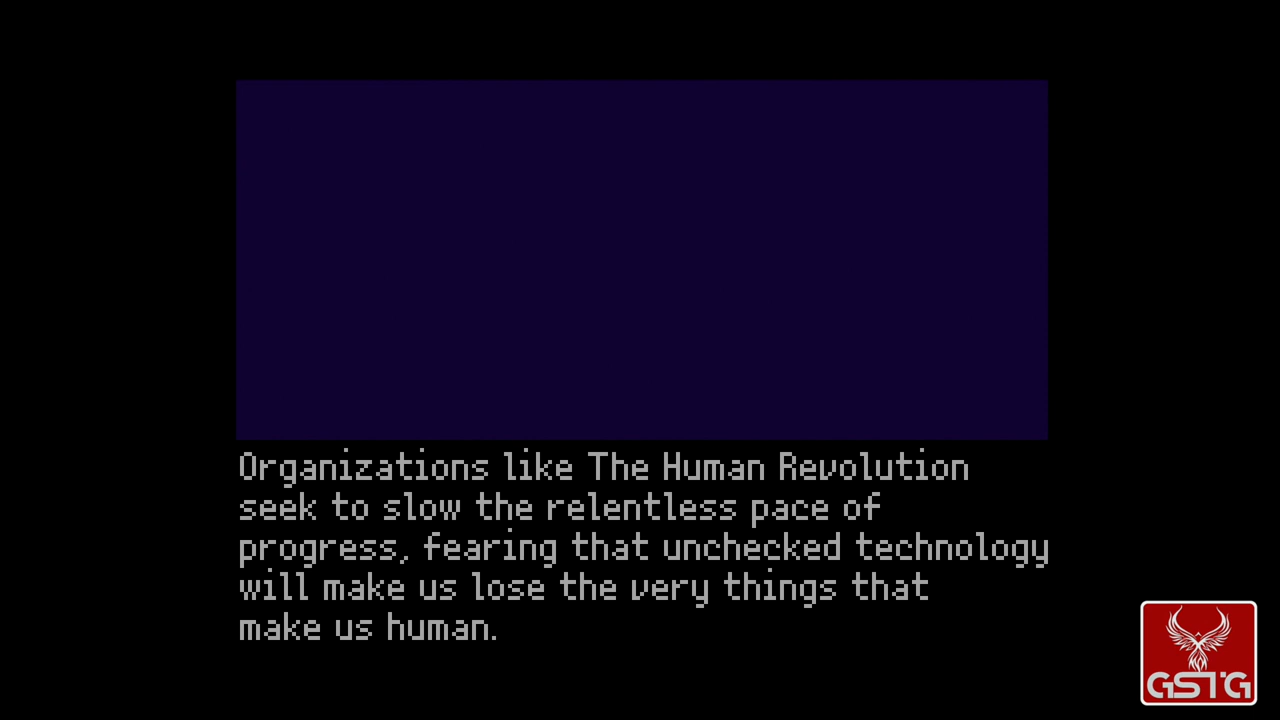 Organizations like The Human Revolution
seek to slow the relentless pace of
progress, fearing that unchecked technology
will make us lose the very things that
make us human.
GSTG